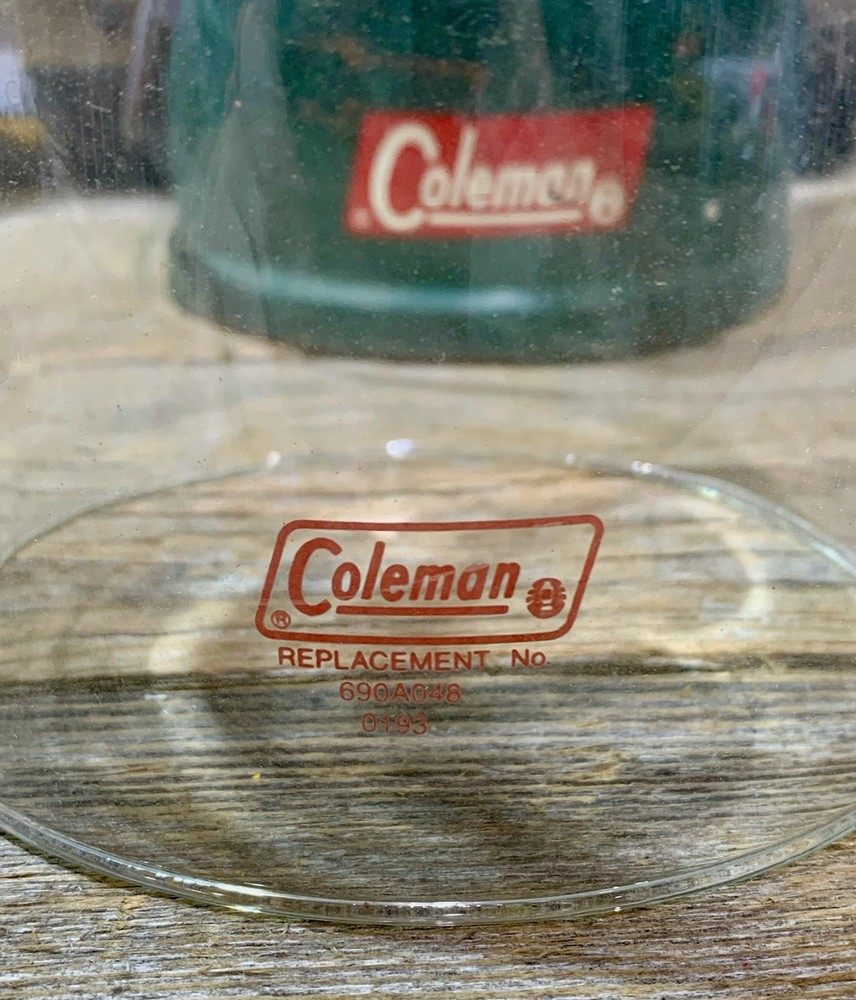 Coleman
Coleman
®
REPLACEMENT No.
690A048
0193